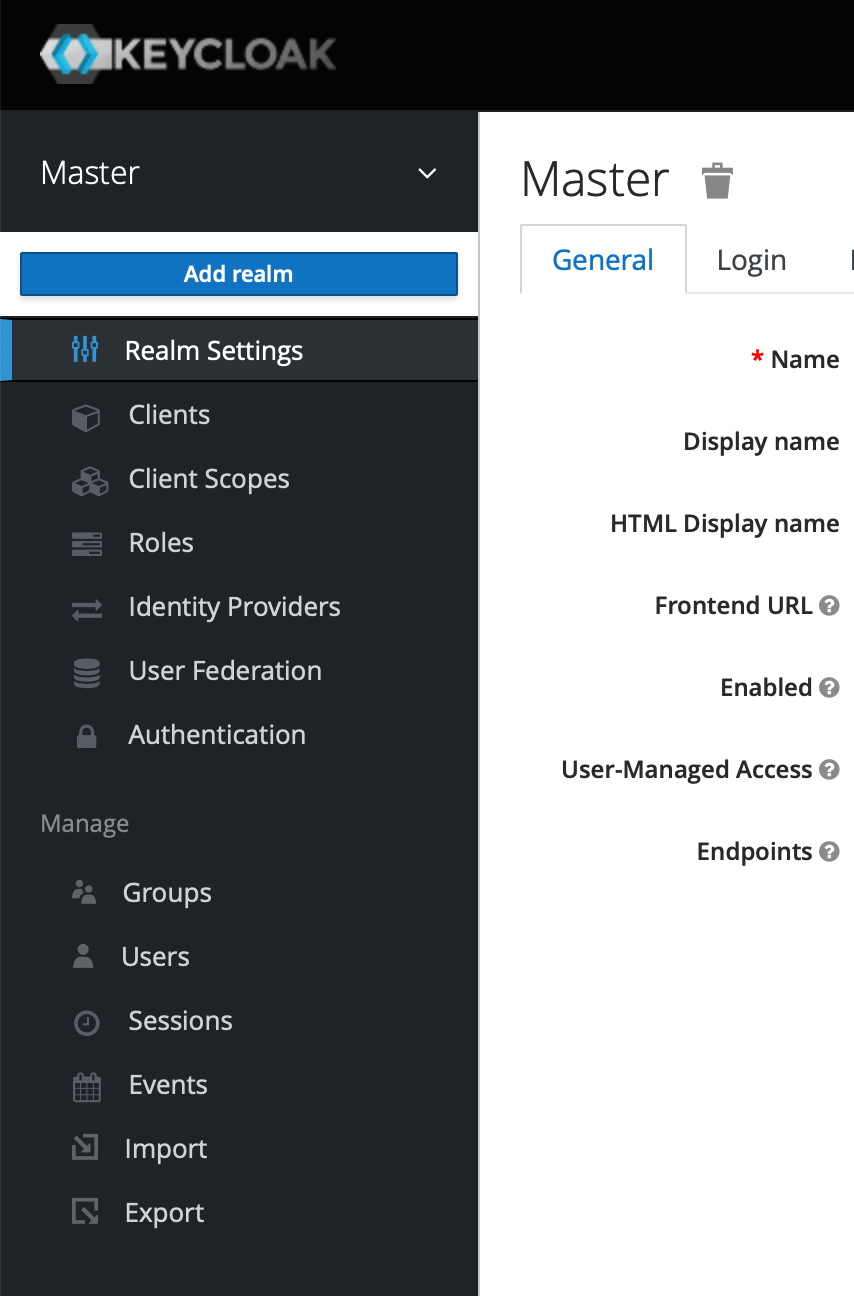 KEYCLOAK
Master
Add realm
Realm Settings
Clients
Client Scopes
Roles
Identity Providers
User Federation
Authentication
Manage
Groups
Users
Sessions
Events
Import
Export
Master
General Login
* Name
Display name
HTML Display name
Frontend URL ?
Enabled ?
User-Managed Access ?
Endpoints ?